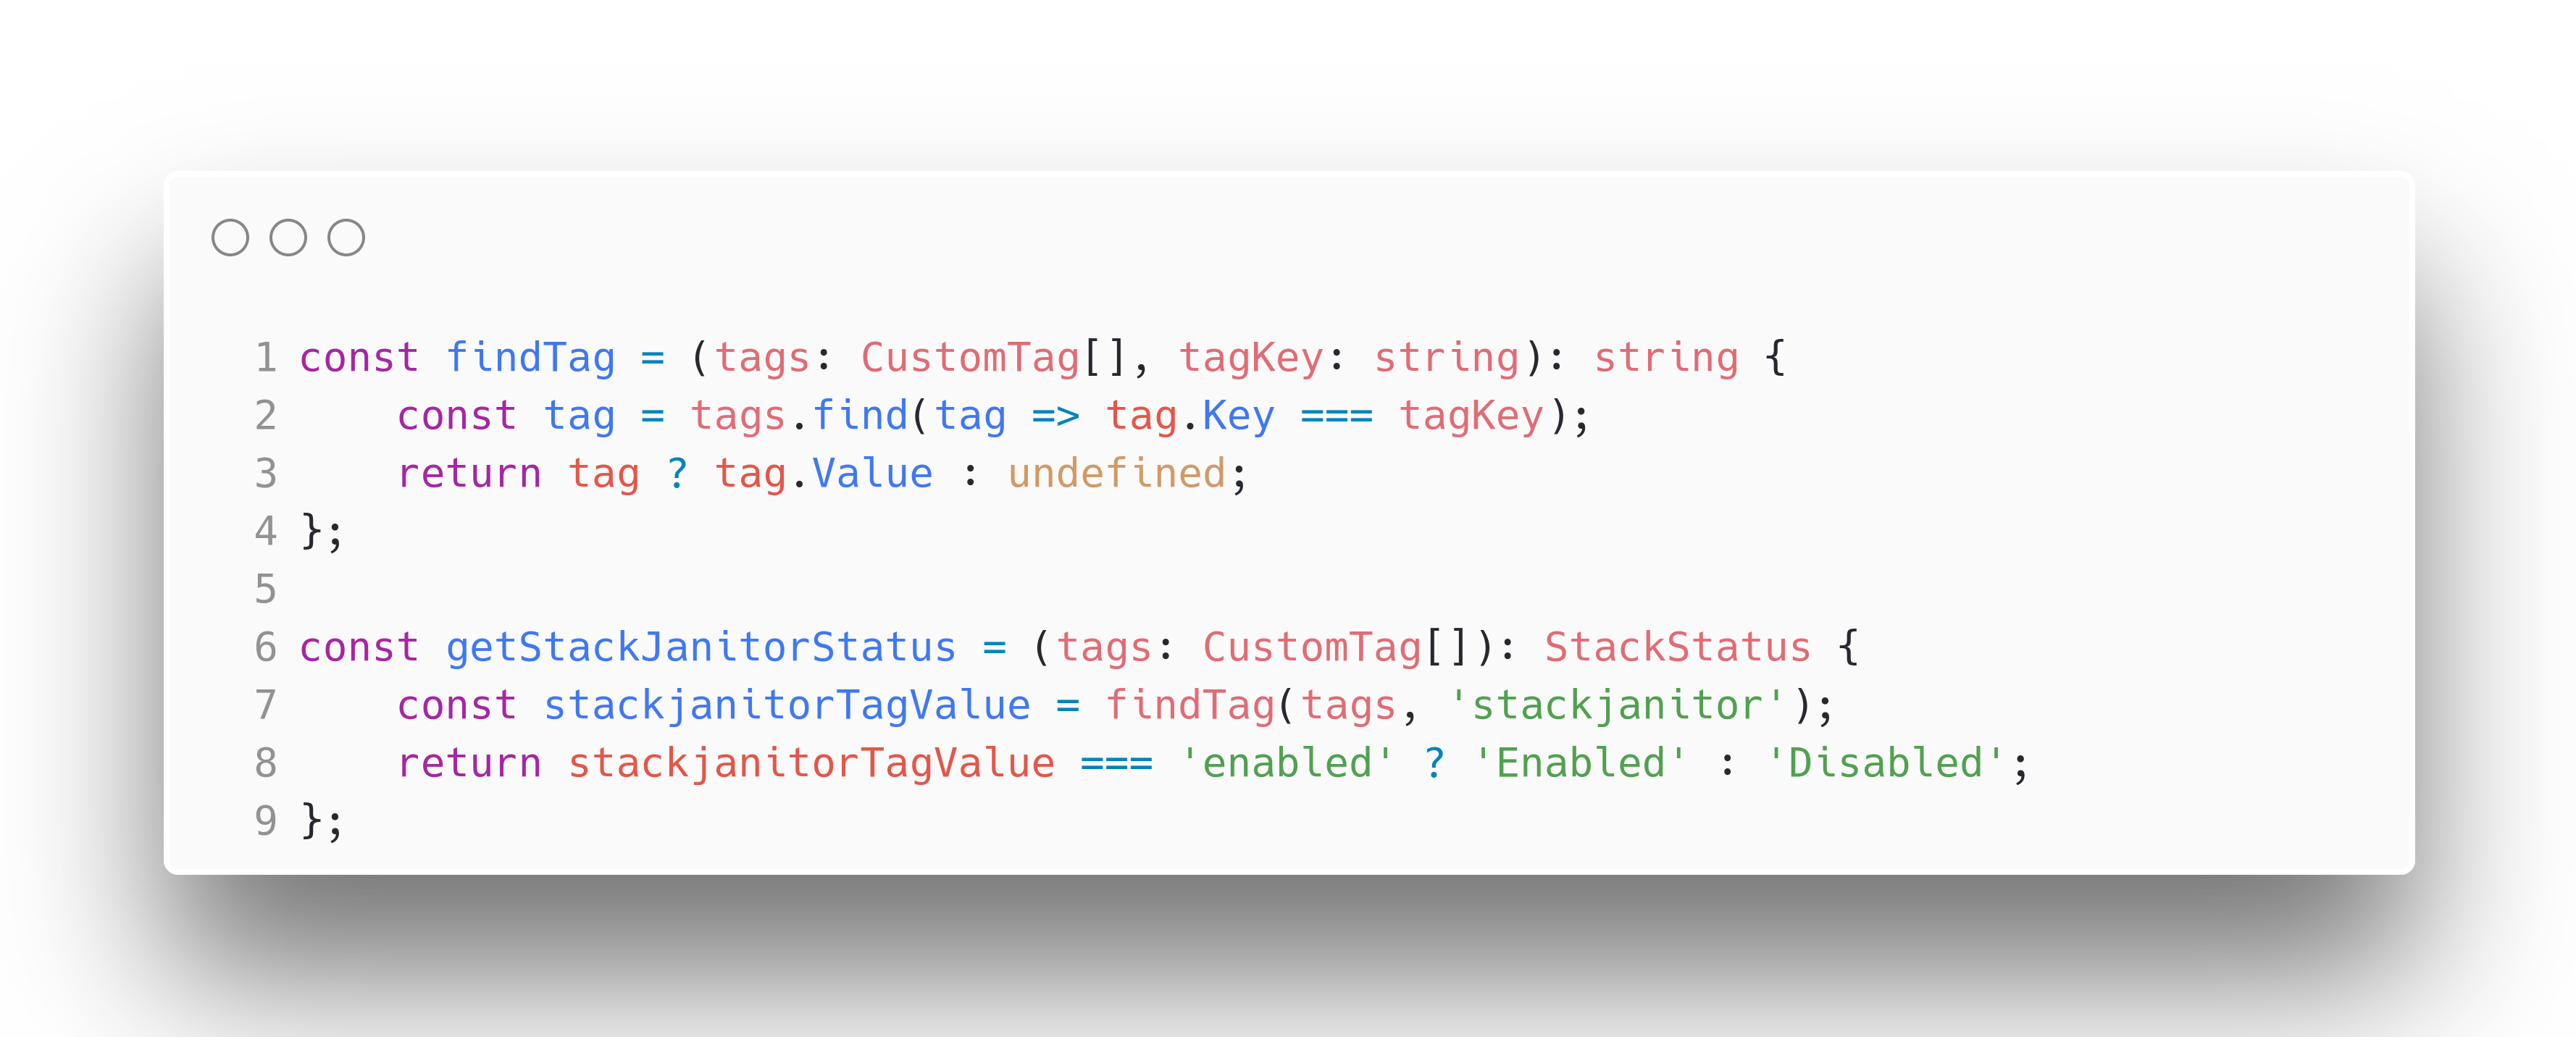 1 const findTag = (tags: CustomTag[], tagKey: string): string {
2     const tag = tags.find(tag => tag.Key === tagKey);
3     return tag ? tag.Value : undefined;
4 };
5
6 const getStackJanitorStatus = (tags: CustomTag[]): StackStatus {
7     const stackjanitorTagValue = findTag(tags, 'stackjanitor');
8     return stackjanitorTagValue === 'enabled' ? 'Enabled' : 'Disabled';
9 };